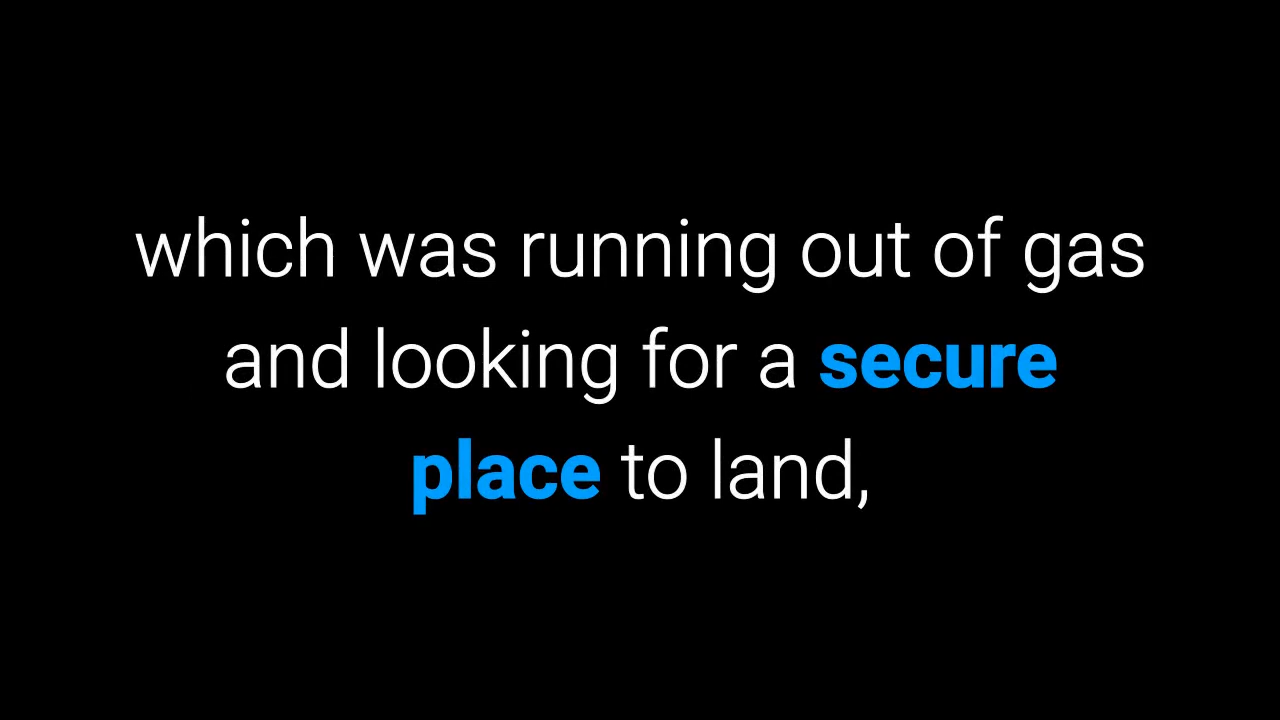 which was running out of gas
and looking for a secure
place to land,